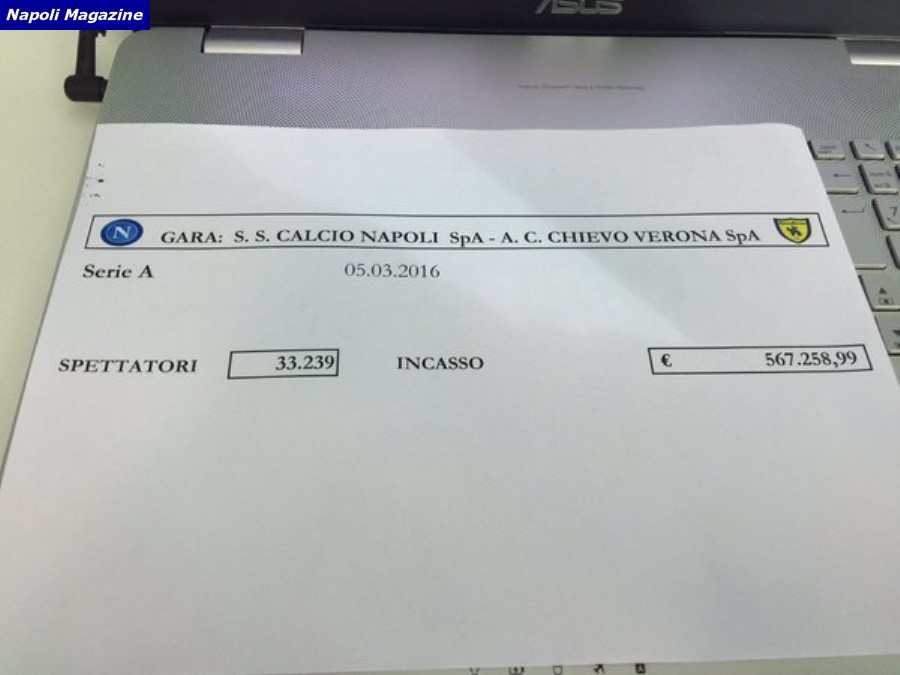 Napoli Magazine
ASUS
N GARA: S. S. CALCIO NAPOLI SpA - A. C. CHIEVO VERONA SpA
Serie A 05.03.2016
SPETTATORI 33.239 INCASSO € 567.258,99